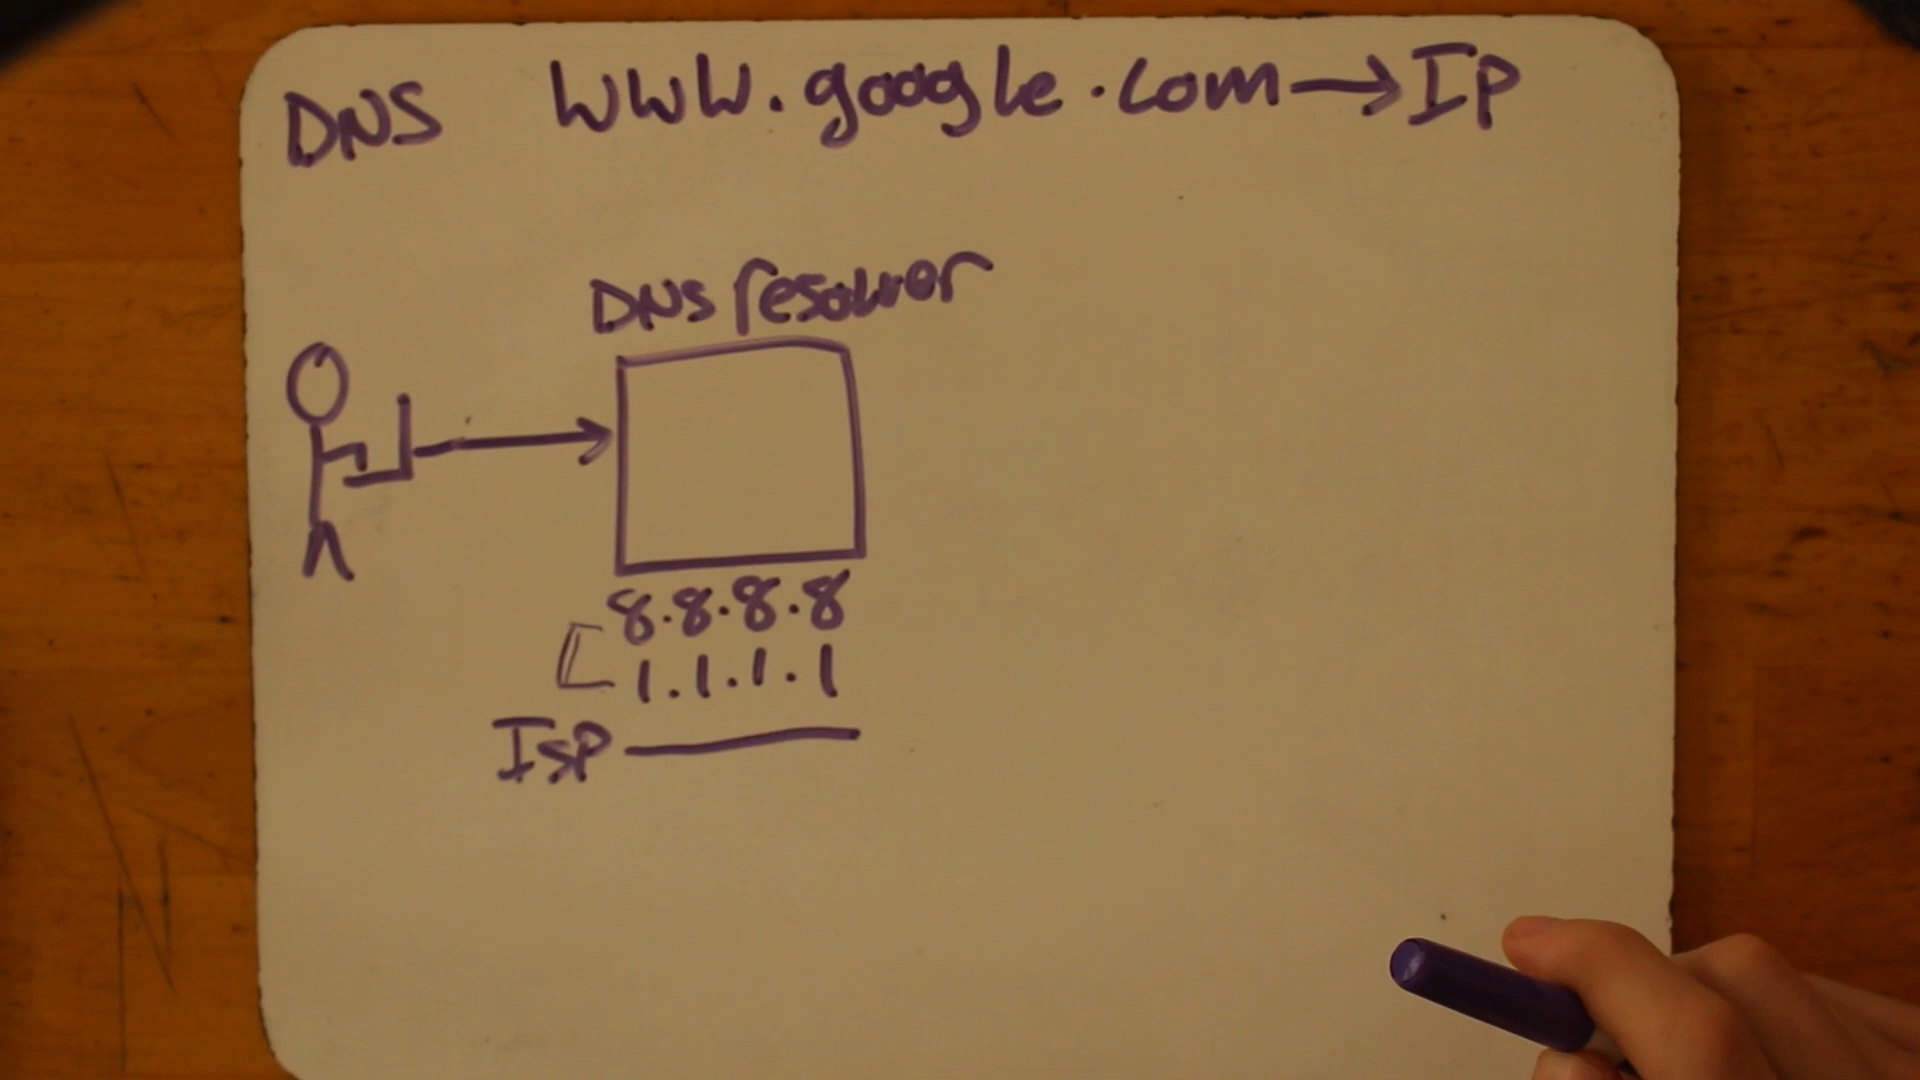 DNS www.google.com → IP
DNS resolver
8.8.8.8
1.1.1.1
ISP